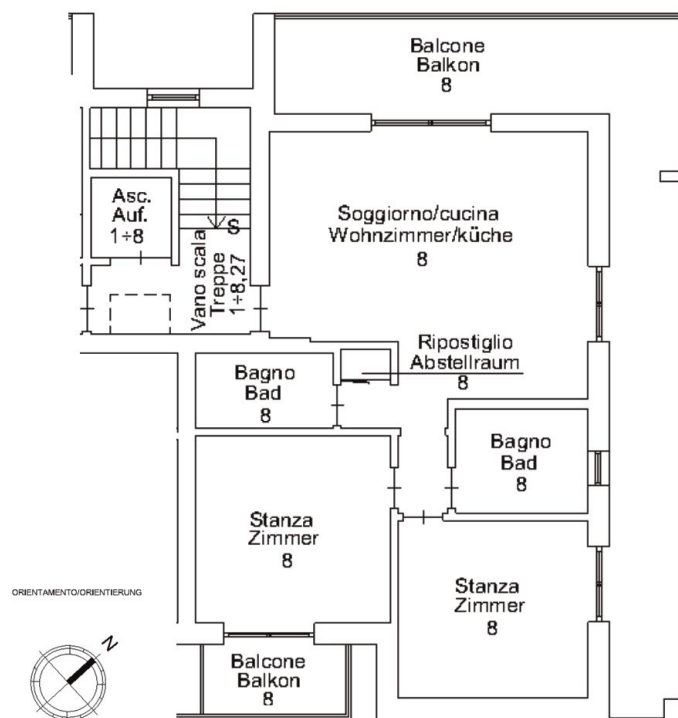 Balcone
Balkon
8
Asc.
Auf.
1÷8
S
Vano scala
Treppe
1÷8,27
Soggiorno/cucina
Wohnzimmer/küche
8
Ripostiglio
Abstellraum
8
Bagno
Bad
8
Bagno
Bad
8
Stanza
Zimmer
8
Stanza
Zimmer
8
ORIENTAMENTO/ORIENTIERUNG
N
Balcone
Balkon
8